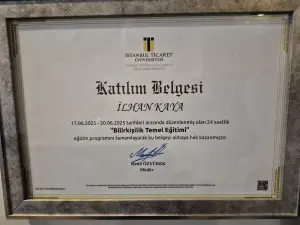 İSTANBUL TİCARET
ÜNİVERSİTESİ
Katılım Belgesi
İLHAN KAYA
17.06.2025 - 20.06.2025 tarihleri arasında düzenlenmiş olan 24 saatlik
"Bilirkişilik Temel Eğitimi"
eğitim programını tamamlayarak bu belgeyi almaya hak kazanmıştır.
ÖZYÜREK
Müdür